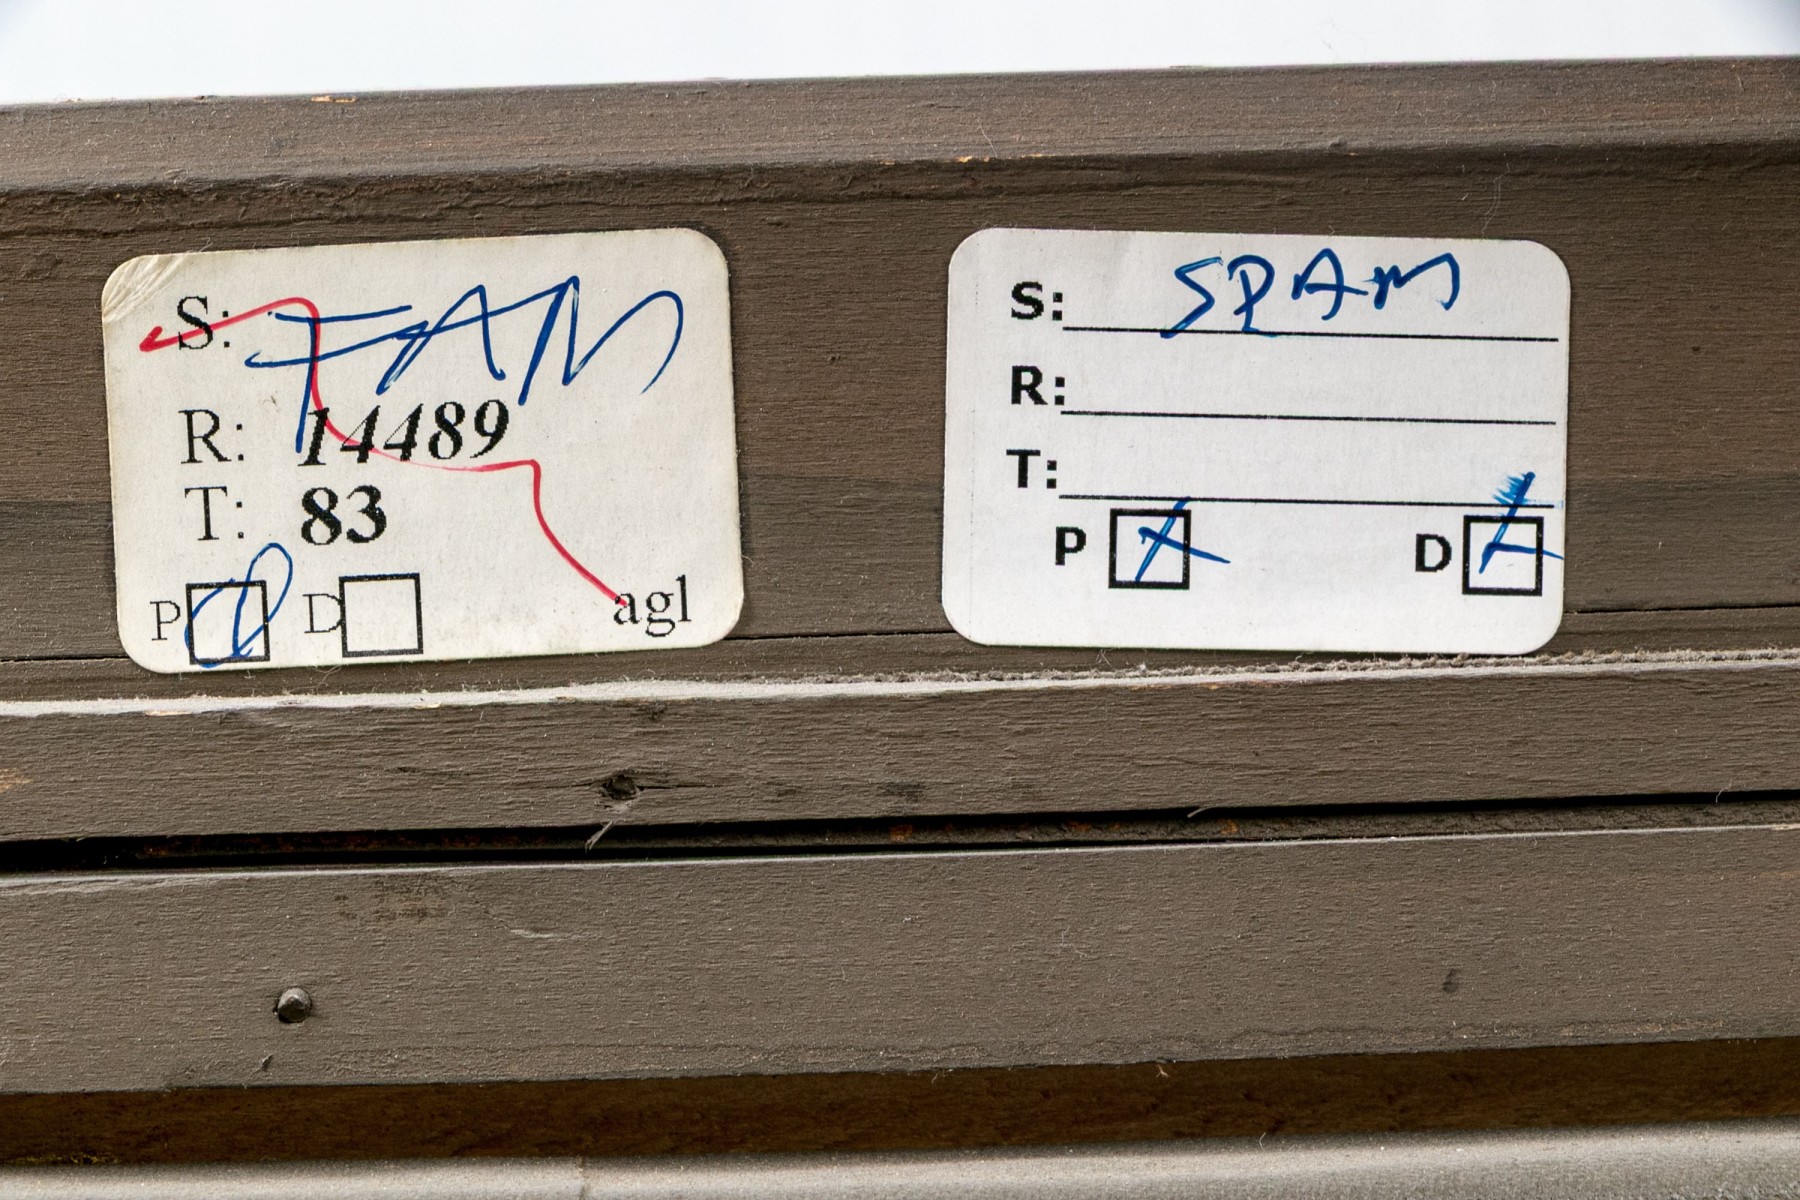 S: FAM
R: 14489
T: 83
P D agl
S: SPAM
R:
T:
P D